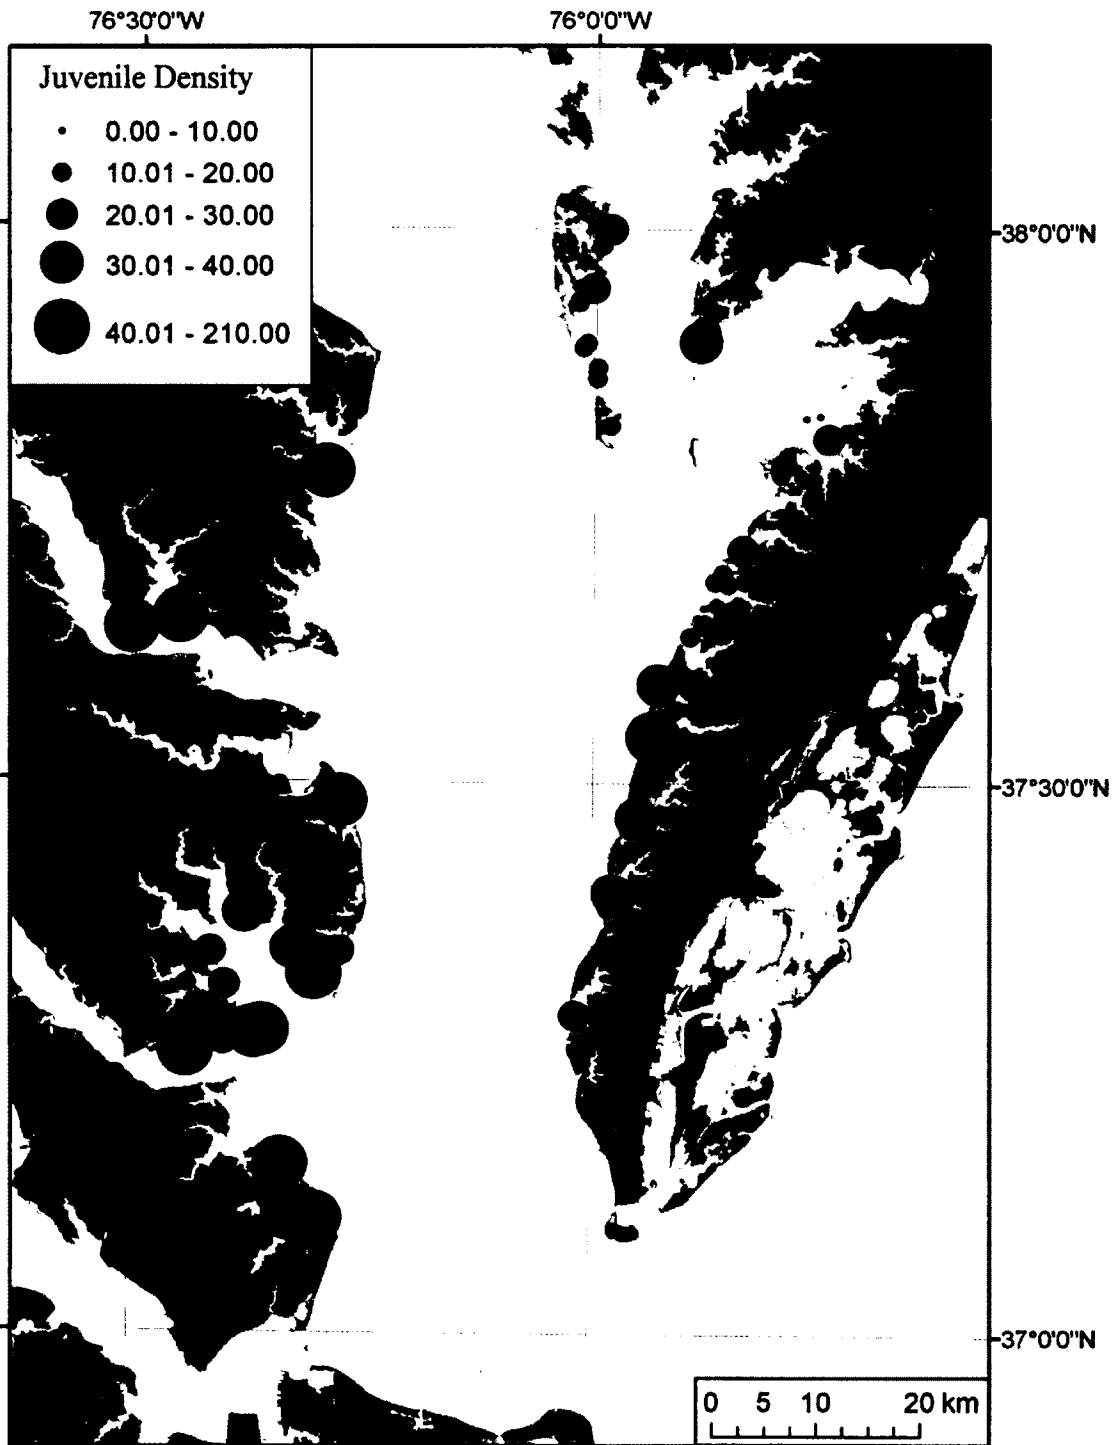 76°30'0"W 76°0'0"W
Juvenile Density
0.00 - 10.00
10.01 - 20.00
20.01 - 30.00
30.01 - 40.00
40.01 - 210.00
38°0'0"N
37°30'0"N
37°0'0"N
0 5 10 20 km